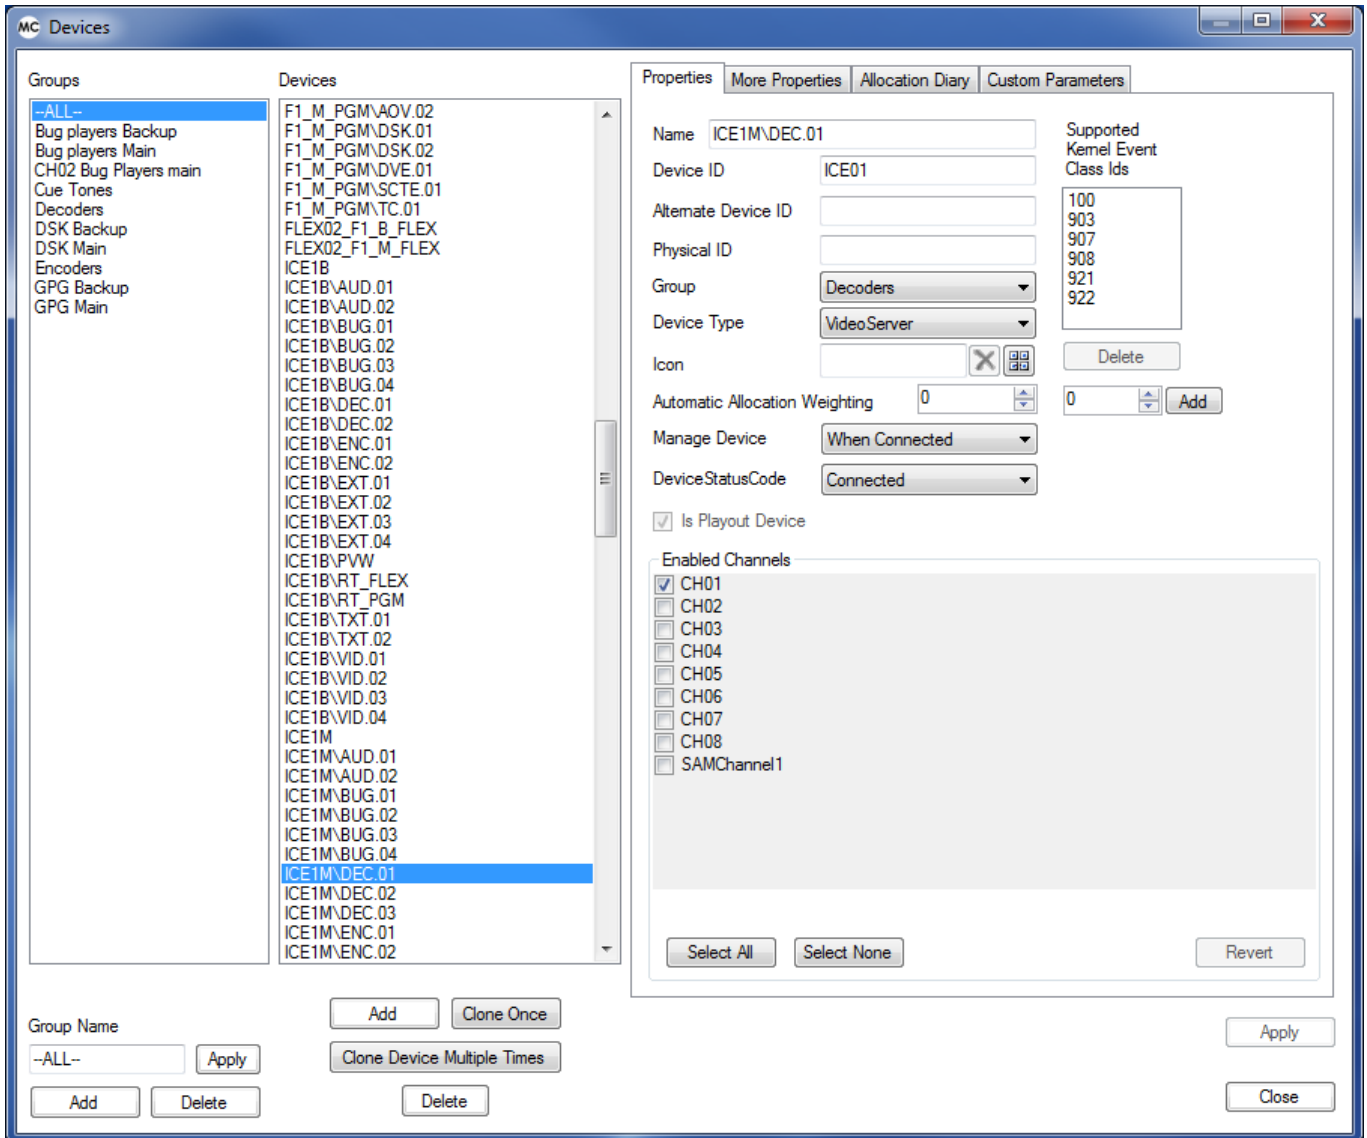 MC Devices
Groups
--ALL--
Bug players Backup
Bug players Main
CH02 Bug Players main
Cue Tones
Decoders
DSK Backup
DSK Main
Encoders
GPG Backup
GPG Main
Group Name
--ALL--
Apply
Add
Delete
Devices
F1_M_PGM\AOV.02
F1_M_PGM\DSK.01
F1_M_PGM\DSK.02
F1_M_PGM\DVE.01
F1_M_PGM\SCTE.01
F1_M_PGM\TC.01
FLEX02_F1_B_FLEX
FLEX02_F1_M_FLEX
ICE1B
ICE1B\AUD.01
ICE1B\AUD.02
ICE1B\BUG.01
ICE1B\BUG.02
ICE1B\BUG.03
ICE1B\BUG.04
ICE1B\DEC.01
ICE1B\DEC.02
ICE1B\ENC.01
ICE1B\ENC.02
ICE1B\EXT.01
ICE1B\EXT.02
ICE1B\EXT.03
ICE1B\EXT.04
ICE1B\PVW
ICE1B\RT_FLEX
ICE1B\RT_PGM
ICE1B\TXT.01
ICE1B\TXT.02
ICE1B\VID.01
ICE1B\VID.02
ICE1B\VID.03
ICE1B\VID.04
ICE1M
ICE1M\AUD.01
ICE1M\AUD.02
ICE1M\BUG.01
ICE1M\BUG.02
ICE1M\BUG.03
ICE1M\BUG.04
ICE1M\DEC.01
ICE1M\DEC.02
ICE1M\DEC.03
ICE1M\ENC.01
ICE1M\ENC.02
Add
Clone Once
Clone Device Multiple Times
Delete
Properties
More Properties
Allocation Diary
Custom Parameters
Name ICE1M\DEC.01
Device ID ICE01
Alternate Device ID
Physical ID
Group Decoders
Device Type VideoServer
Icon
Automatic Allocation Weighting 0
Manage Device When Connected
DeviceStatusCode Connected
Is Playout Device
Supported
Kernel Event
Class Ids
100
903
907
908
921
922
Delete
0 Add
Enabled Channels
CH01
CH02
CH03
CH04
CH05
CH06
CH07
CH08
SAMChannel1
Select All
Select None
Revert
Apply
Close